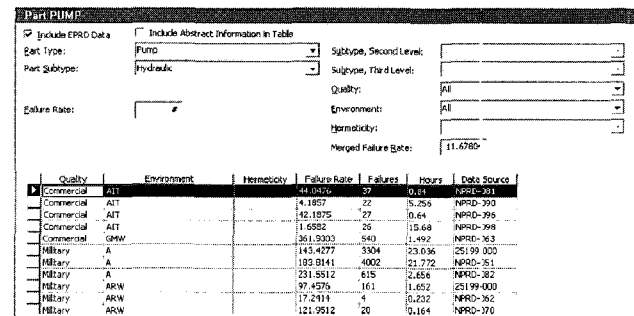 Part PUMP
Include EPRD Data Include Abstract Information in Table
Part Type: Pump Subtype, Second Level:
Part Subtype: Hydraulic Subtype, Third Level:
Quality: All
Failure Rate: # Environment: All
Hermeticity:
Merged Failure Rate: 11.6780
Quality Environment Hermeticity Failure Rate Failures Hours Data Source
Commercial AIT 44.0476 37 0.84 NPRD-381
Commercial AIT 4.1857 22 5.256 NPRD-390
Commercial AIT 42.1875 27 0.64 NPRD-396
Commercial AIT 1.6582 26 15.68 NPRD-398
Commercial GMW 361.9303 540 1.492 NPRD-363
Military A 143.4277 3304 23.036 25199-000
Military A 183.8141 4002 21.772 NPRD-351
Military A 231.5512 615 2.656 NPRD-382
Military ARW 97.4576 161 1.652 25199-000
Military ARW 17.2414 4 0.232 NPRD-362
Military ARW 121.9512 20 0.164 NPRD-370